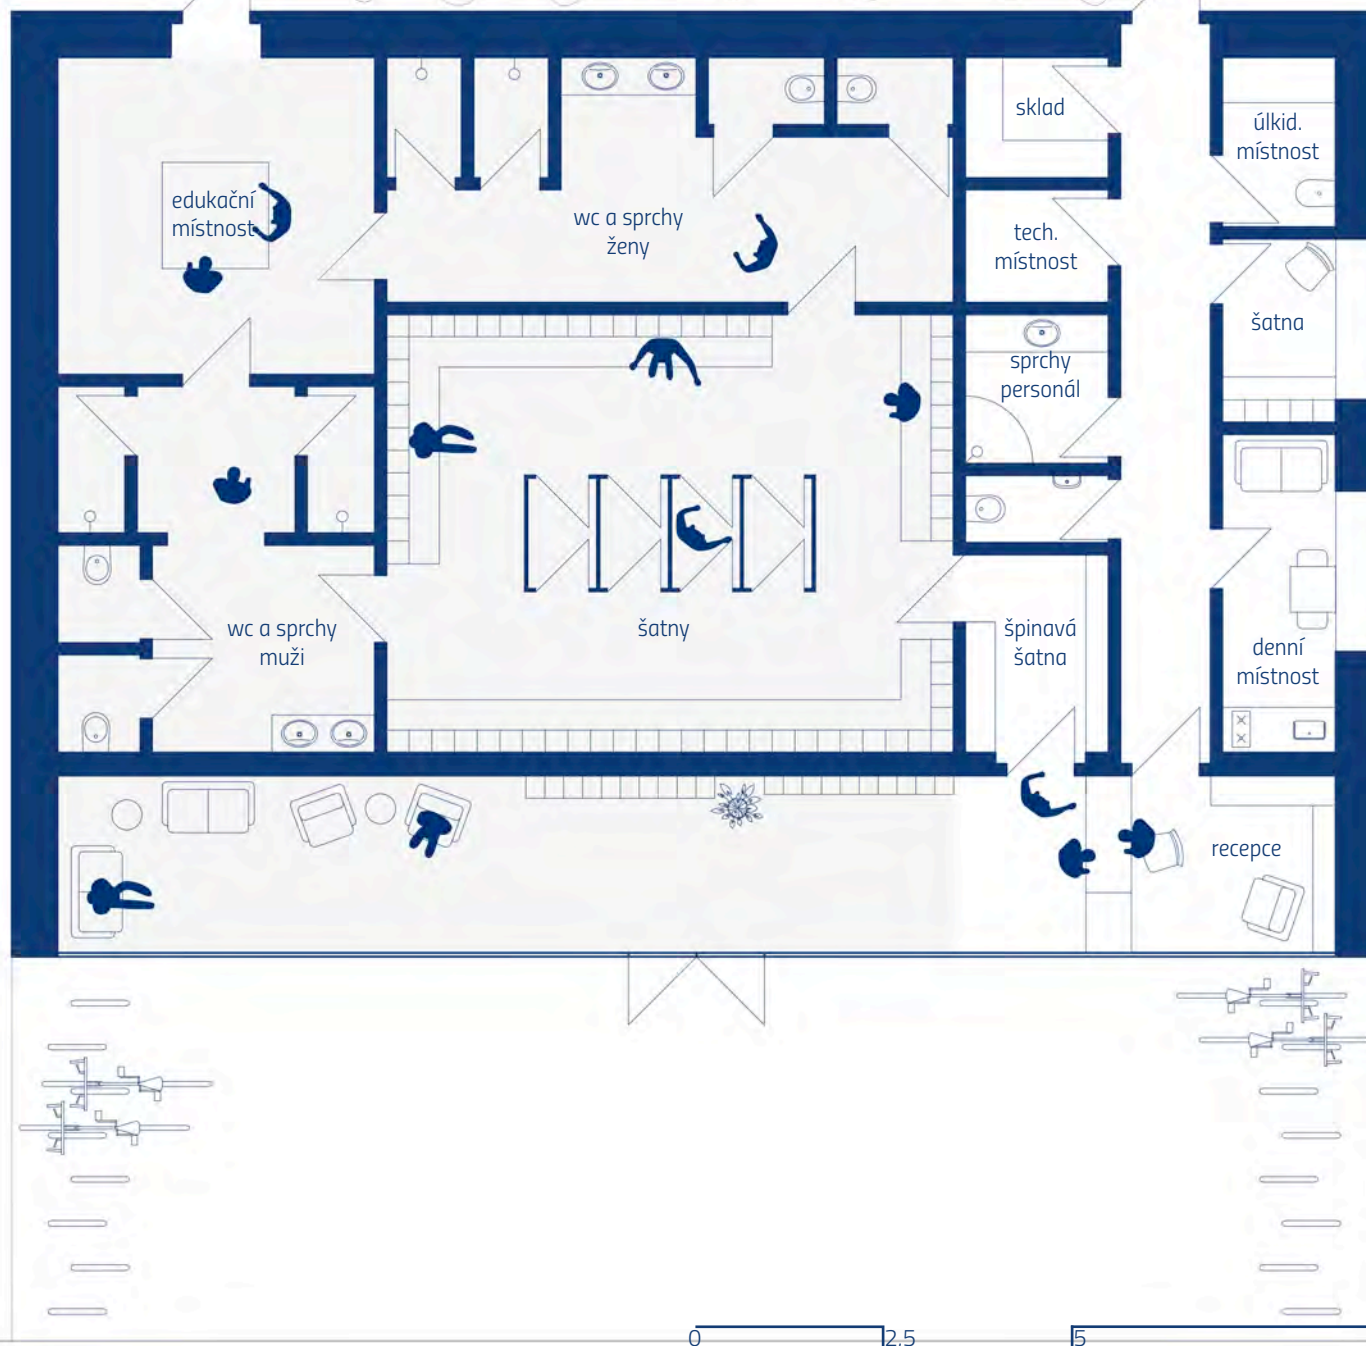 sklad
úlkid.
místnost
edukační
místnost
wc a sprchy
ženy
tech.
místnost
šatna
sprchy
personál
wc a sprchy
muži
šatny
špinavá
šatna
denní
místnost
recepce
0
2.5
5